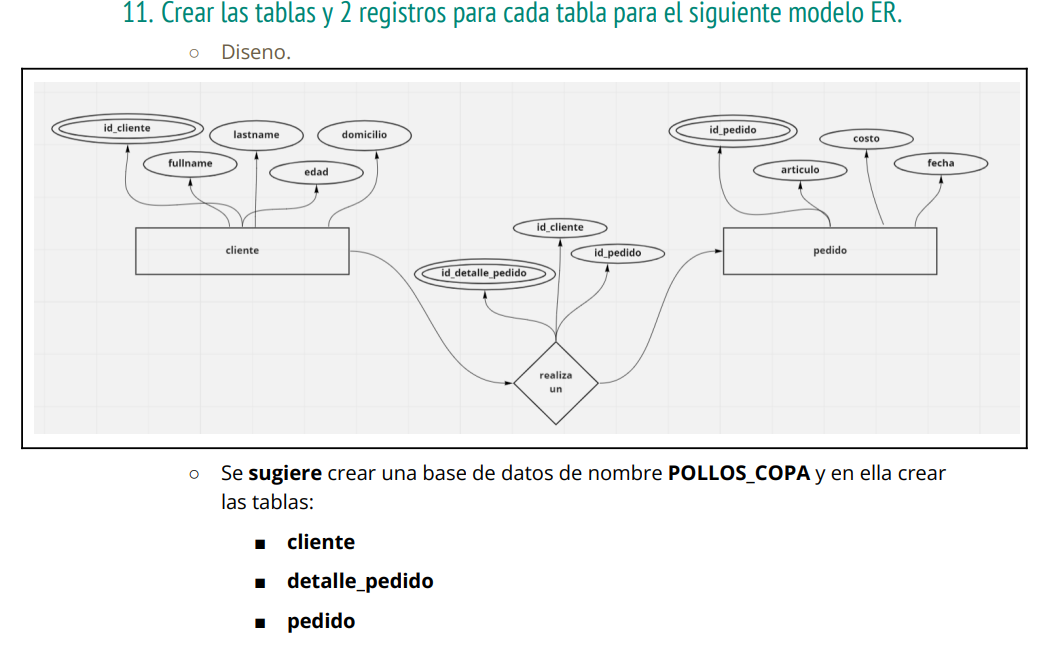 11. Crear las tablas y 2 registros para cada tabla para el siguiente modelo ER.
○ Diseno.
id_cliente
lastname
domicilio
fullname
edad
cliente
id_pedido
costo
articulo
fecha
pedido
id_cliente
id_pedido
id_detalle_pedido
realiza
un
○ Se sugiere crear una base de datos de nombre POLLOS_COPA y en ella crear
las tablas:
■ cliente
■ detalle_pedido
■ pedido